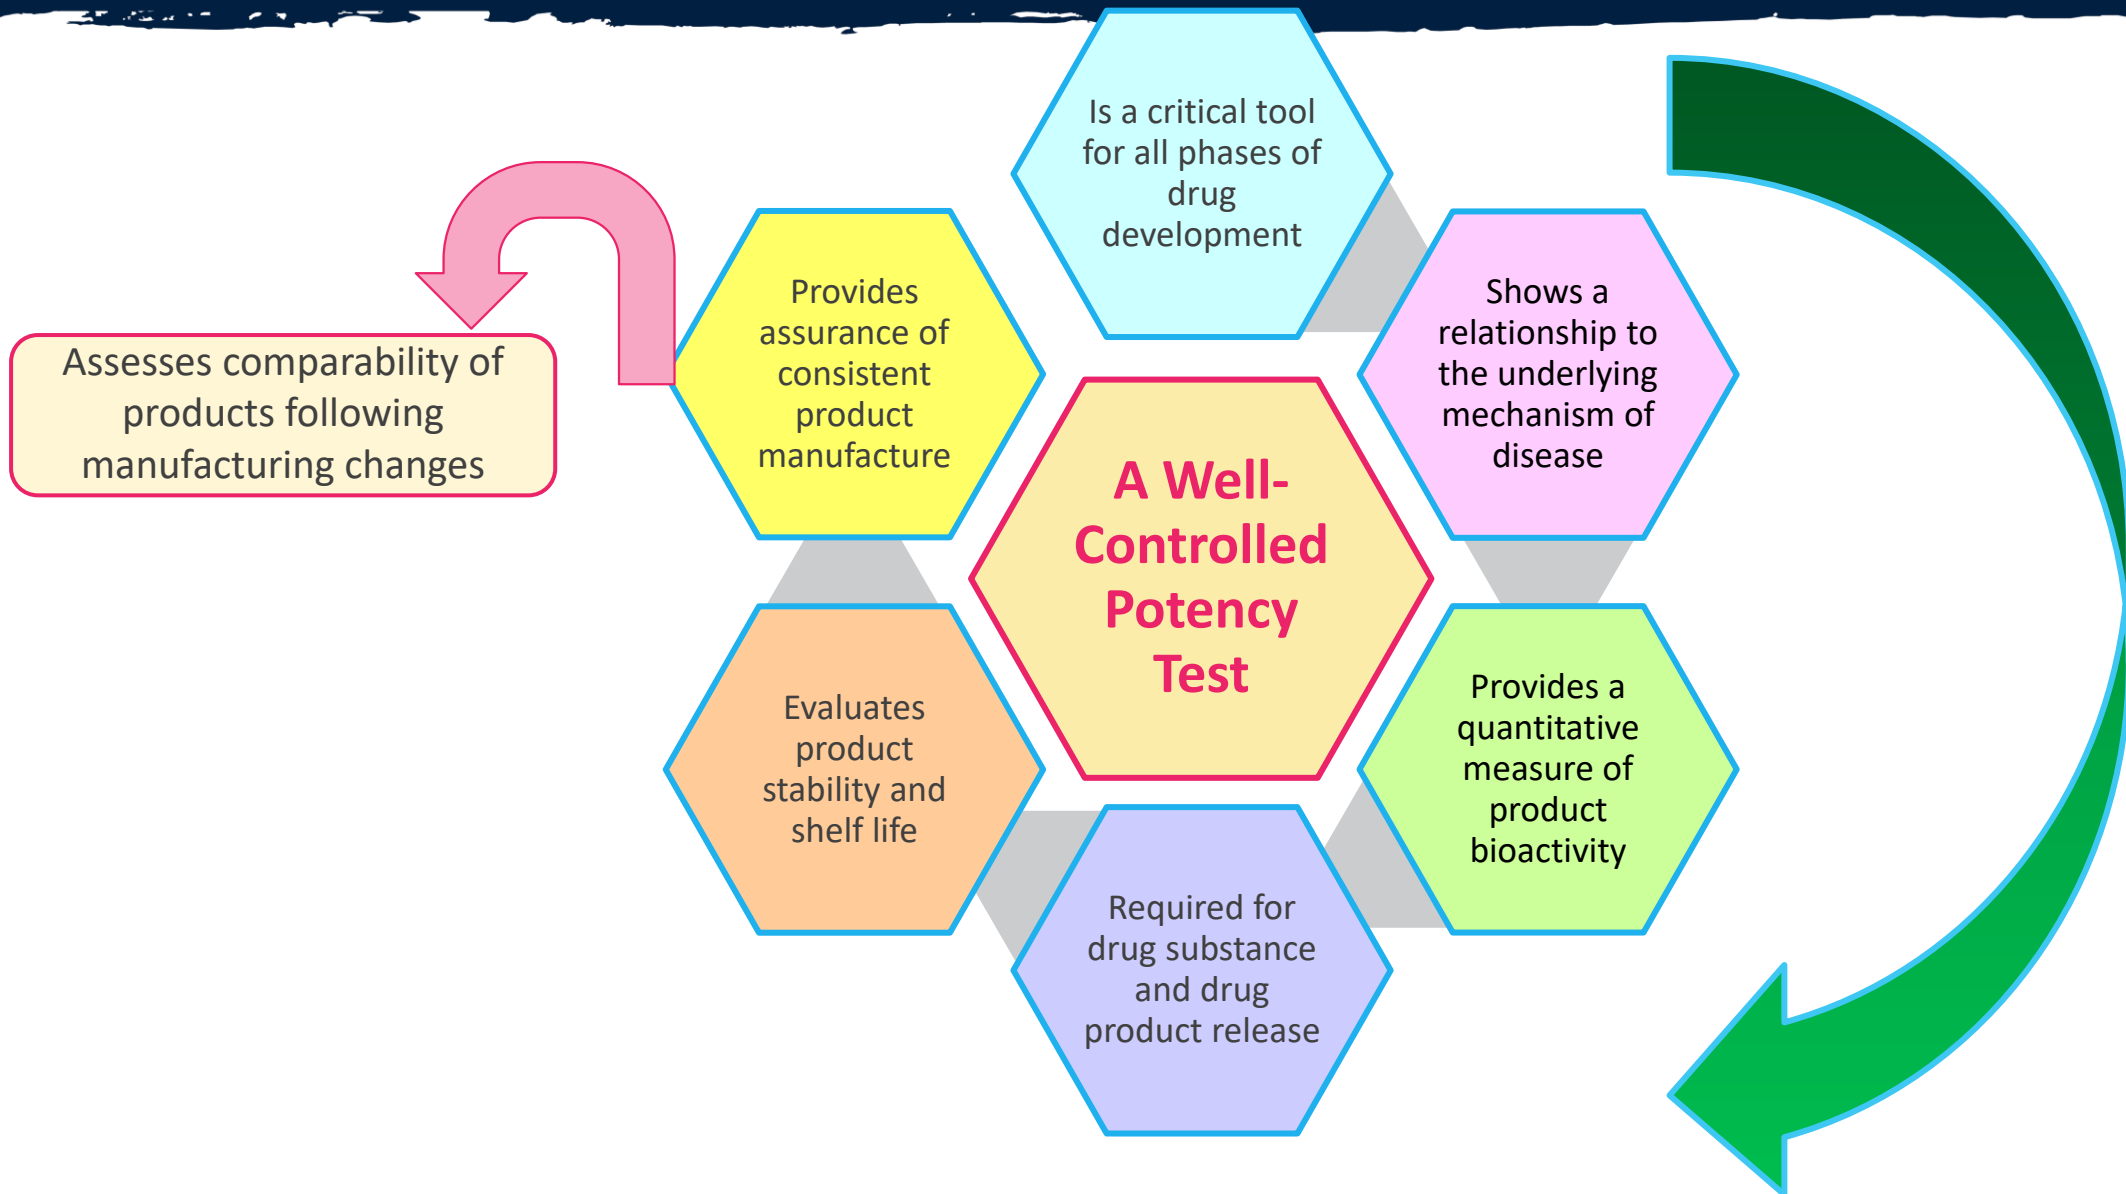 Is a critical tool
for all phases of
drug
development
Shows a
relationship to
the underlying
mechanism of
disease
Provides a
quantitative
measure of
product
bioactivity
Required for
drug substance
and drug
product release
Evaluates
product
stability and
shelf life
Provides
assurance of
consistent
product
manufacture
Assesses comparability of
products following
manufacturing changes
A Well-
Controlled
Potency
Test